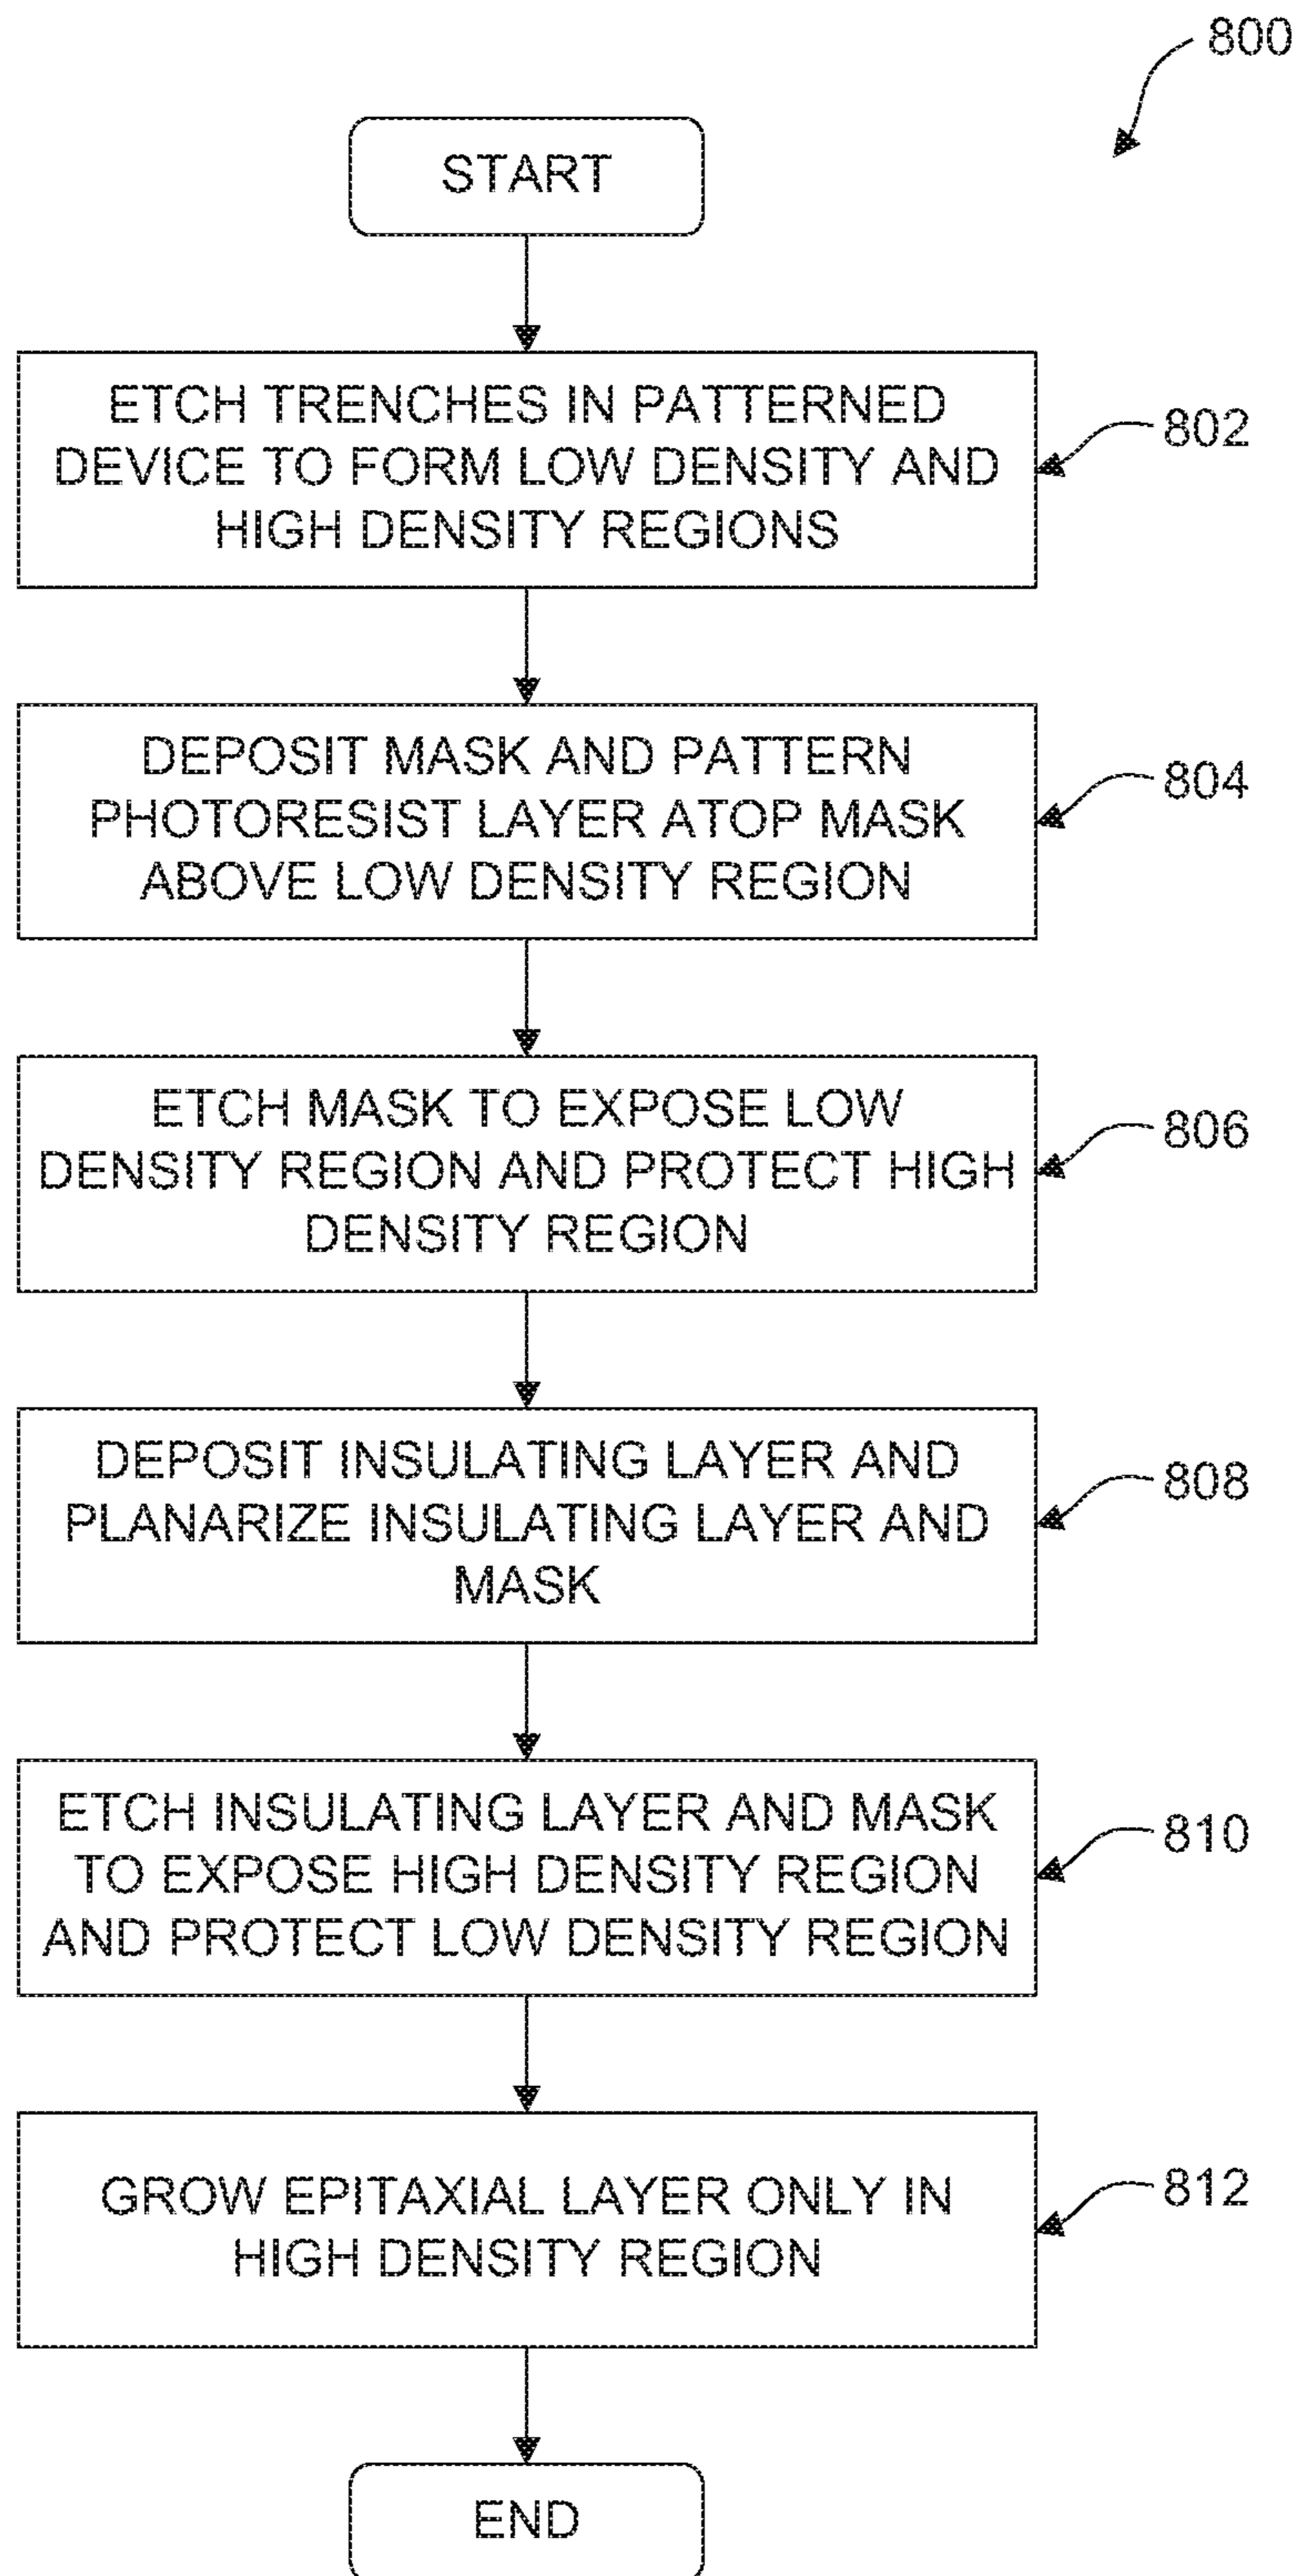 800
START
ETCH TRENCHES IN PATTERNED
DEVICE TO FORM LOW DENSITY AND
HIGH DENSITY REGIONS
802
DEPOSIT MASK AND PATTERN
PHOTORESIST LAYER ATOP MASK
ABOVE LOW DENSITY REGION
804
ETCH MASK TO EXPOSE LOW
DENSITY REGION AND PROTECT HIGH
DENSITY REGION
806
DEPOSIT INSULATING LAYER AND
PLANARIZE INSULATING LAYER AND
MASK
808
ETCH INSULATING LAYER AND MASK
TO EXPOSE HIGH DENSITY REGION
AND PROTECT LOW DENSITY REGION
810
GROW EPITAXIAL LAYER ONLY IN
HIGH DENSITY REGION
812
END